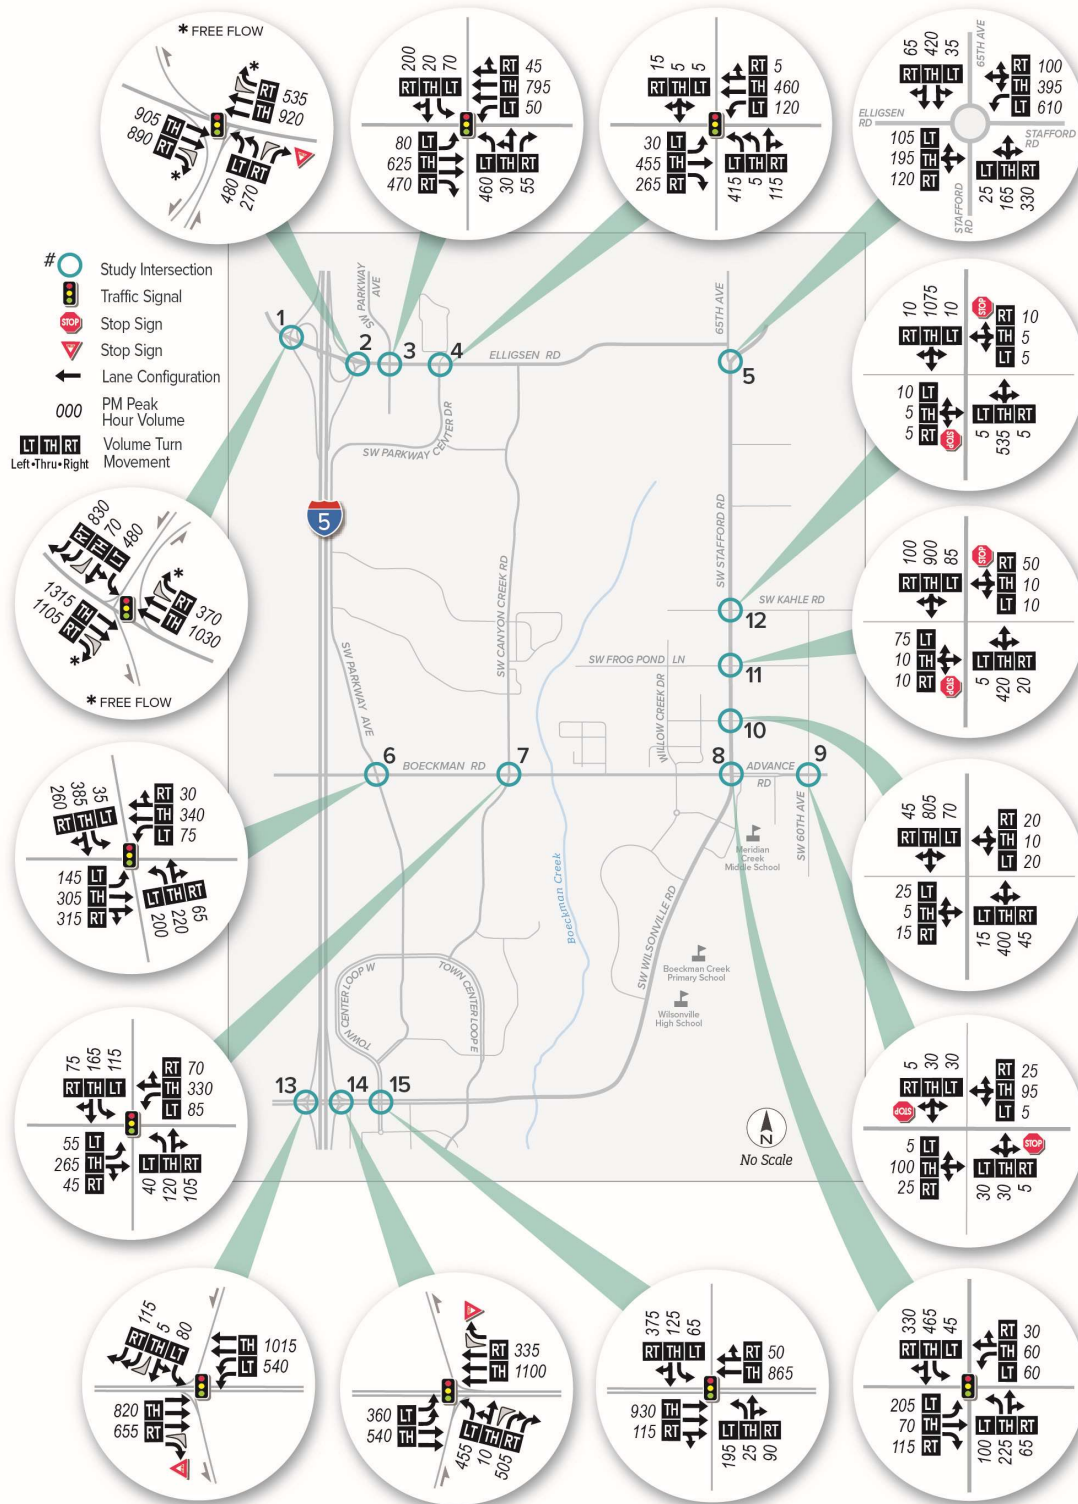 * FREE FLOW
*
RT 535
TH 920
905 TH
890 RT
*
LT RT
480 270
200 20 70
RT TH LT
RT 45
TH 795
LT 50
80 LT
625 TH
470 RT
LT TH RT
460 30 55
15 5 5
RT TH LT
RT 5
TH 460
LT 120
30 LT
455 TH
265 RT
LT TH RT
415 5 115
65 420 35
RT TH LT
65TH AVE
RT 100
TH 395
LT 610
ELLIGSEN
RD
STAFFORD
RD
105 LT
195 TH
120 RT
LT TH RT
25 165 330
STAFFORD
RD
# Study Intersection
Traffic Signal
STOP Stop Sign
Stop Sign
Lane Configuration
000 PM Peak
Hour Volume
LT TH RT Volume Turn
Left•Thru•Right Movement
1
2
3
4
5
SW PARKWAY
AVE
ELLIGSEN RD
65TH AVE
SW PARKWAY CENTER DR
5
SW CANYON CREEK RD
SW STAFFORD RD
SW KAHLE RD
12
SW FROG POND LN
11
WILLOW CREEK DR
10
SW PARKWAY AVE
6
BOECKMAN RD
7
8
ADVANCE
RD
9
SW 60TH AVE
Meridian
Creek
Middle School
Boeckman Creek
SW WILSONVILLE RD
Boeckman Creek
Primary School
Wilsonville
High School
TOWN CENTER LOOP W
TOWN CENTER LOOP E
13
14
15
N
No Scale
10 1075 10
RT TH LT
STOP
RT 10
TH 5
LT 5
10 LT
5 TH
5 RT
STOP
LT TH RT
5 535 5
100 900 85
RT TH LT
STOP
RT 50
TH 10
LT 10
75 LT
10 TH
10 RT
STOP
LT TH RT
5 420 20
830 70 480
RT TH LT
*
RT 370
TH 1030
1315 TH
1105 RT
*
* FREE FLOW
260 385 35
RT TH LT
RT 30
TH 340
LT 75
145 LT
305 TH
315 RT
LT TH RT
200 220 65
45 805 70
RT TH LT
RT 20
TH 10
LT 20
25 LT
5 TH
15 RT
LT TH RT
15 400 45
75 165 115
RT TH LT
RT 70
TH 330
LT 85
55 LT
265 TH
45 RT
LT TH RT
40 120 105
5 30 30
RT TH LT
STOP
RT 25
TH 95
LT 5
5 LT
100 TH
25 RT
LT TH RT
STOP
30 30 5
115 5 80
RT TH LT
TH 1015
LT 540
820 TH
655 RT
RT 335
TH 1100
360 LT
540 TH
LT TH RT
455 10 505
375 125 65
RT TH LT
RT 50
TH 865
930 TH
115 RT
LT TH RT
195 25 90
330 465 45
RT TH LT
RT 30
TH 60
LT 60
205 LT
70 TH
115 RT
LT TH RT
100 225 65